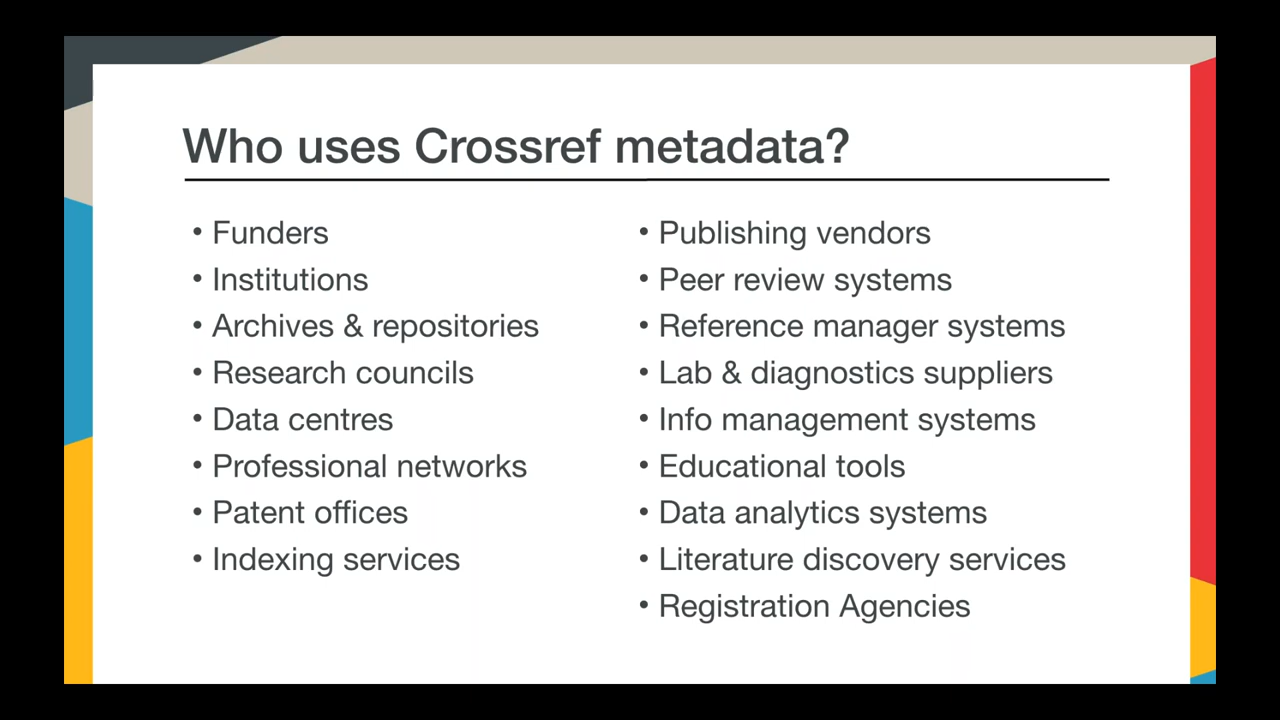 Who uses Crossref metadata?
• Funders
• Institutions
• Archives & repositories
• Research councils
• Data centres
• Professional networks
• Patent offices
• Indexing services
• Publishing vendors
• Peer review systems
• Reference manager systems
• Lab & diagnostics suppliers
• Info management systems
• Educational tools
• Data analytics systems
• Literature discovery services
• Registration Agencies